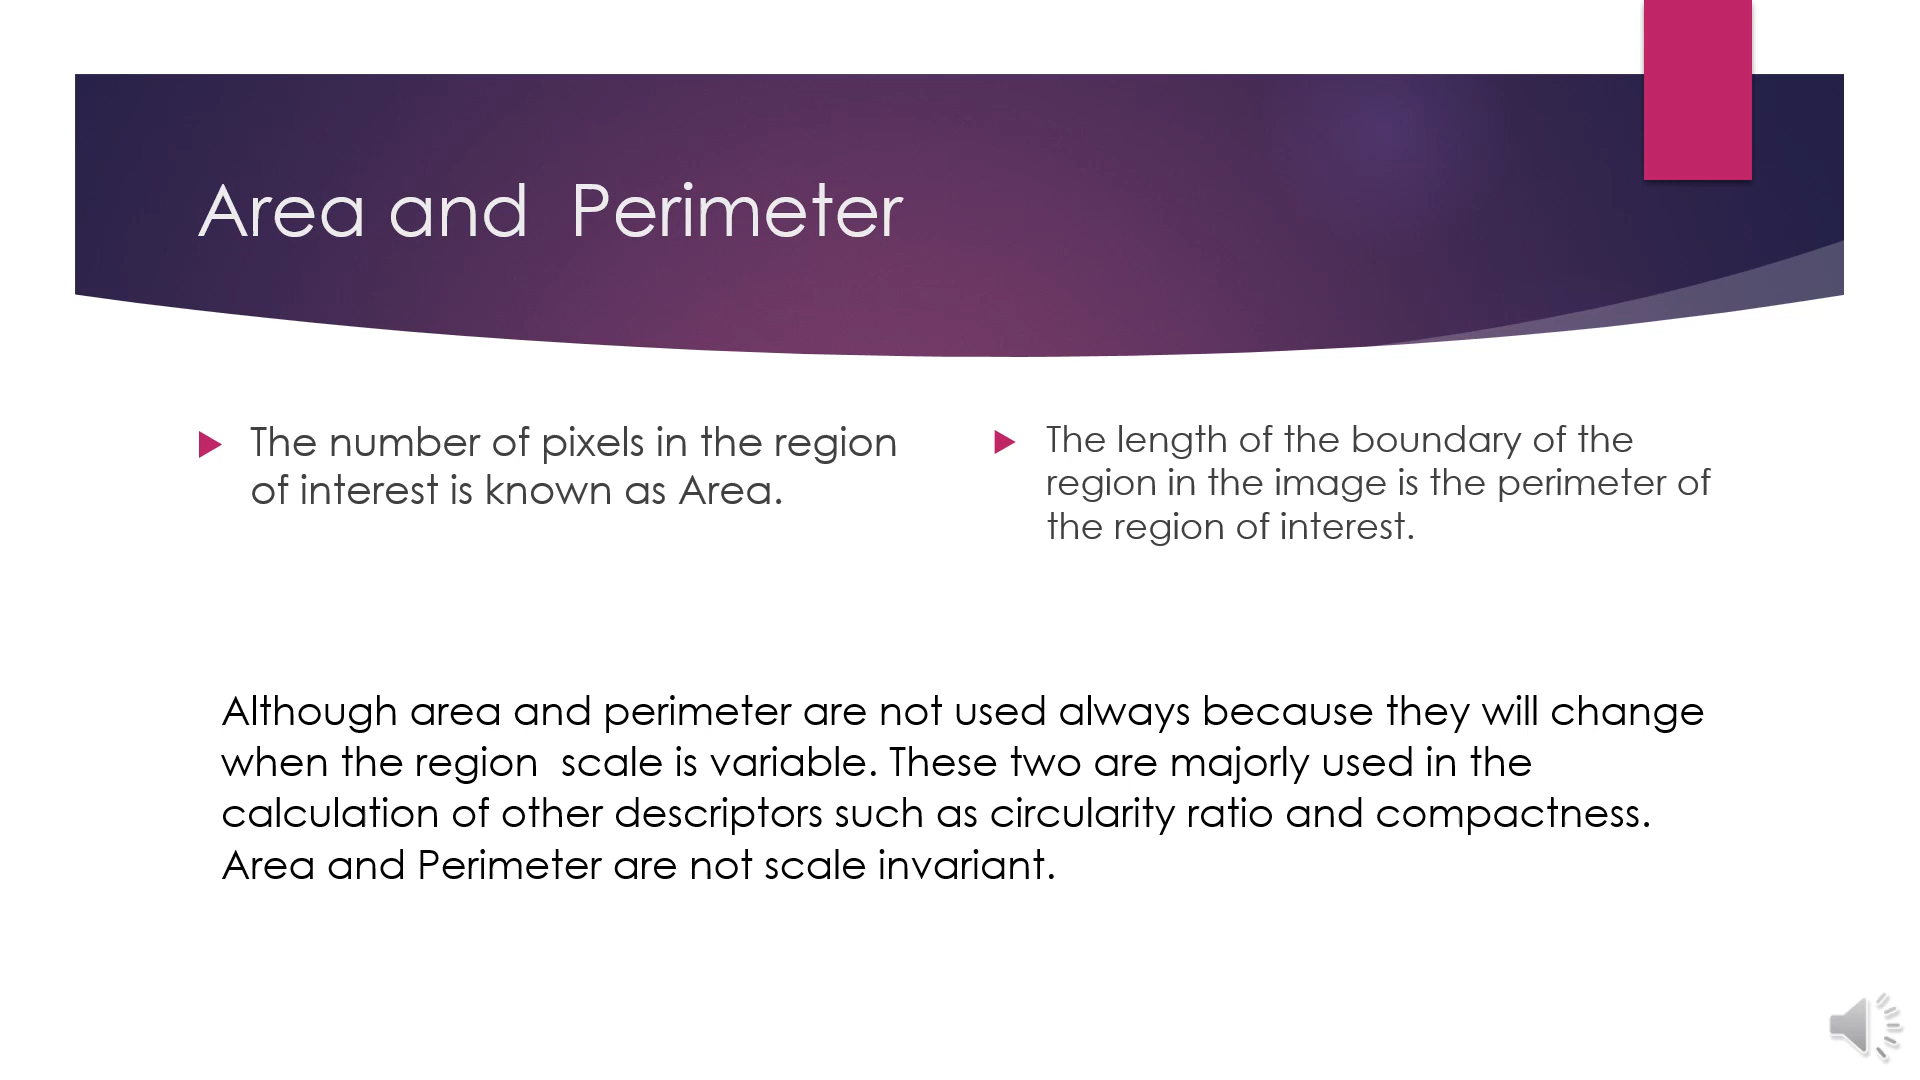 Area and  Perimeter
The number of pixels in the region
of interest is known as Area.
The length of the boundary of the
region in the image is the perimeter of
the region of interest.
Although area and perimeter are not used always because they will change
when the region  scale is variable. These two are majorly used in the
calculation of other descriptors such as circularity ratio and compactness.
Area and Perimeter are not scale invariant.